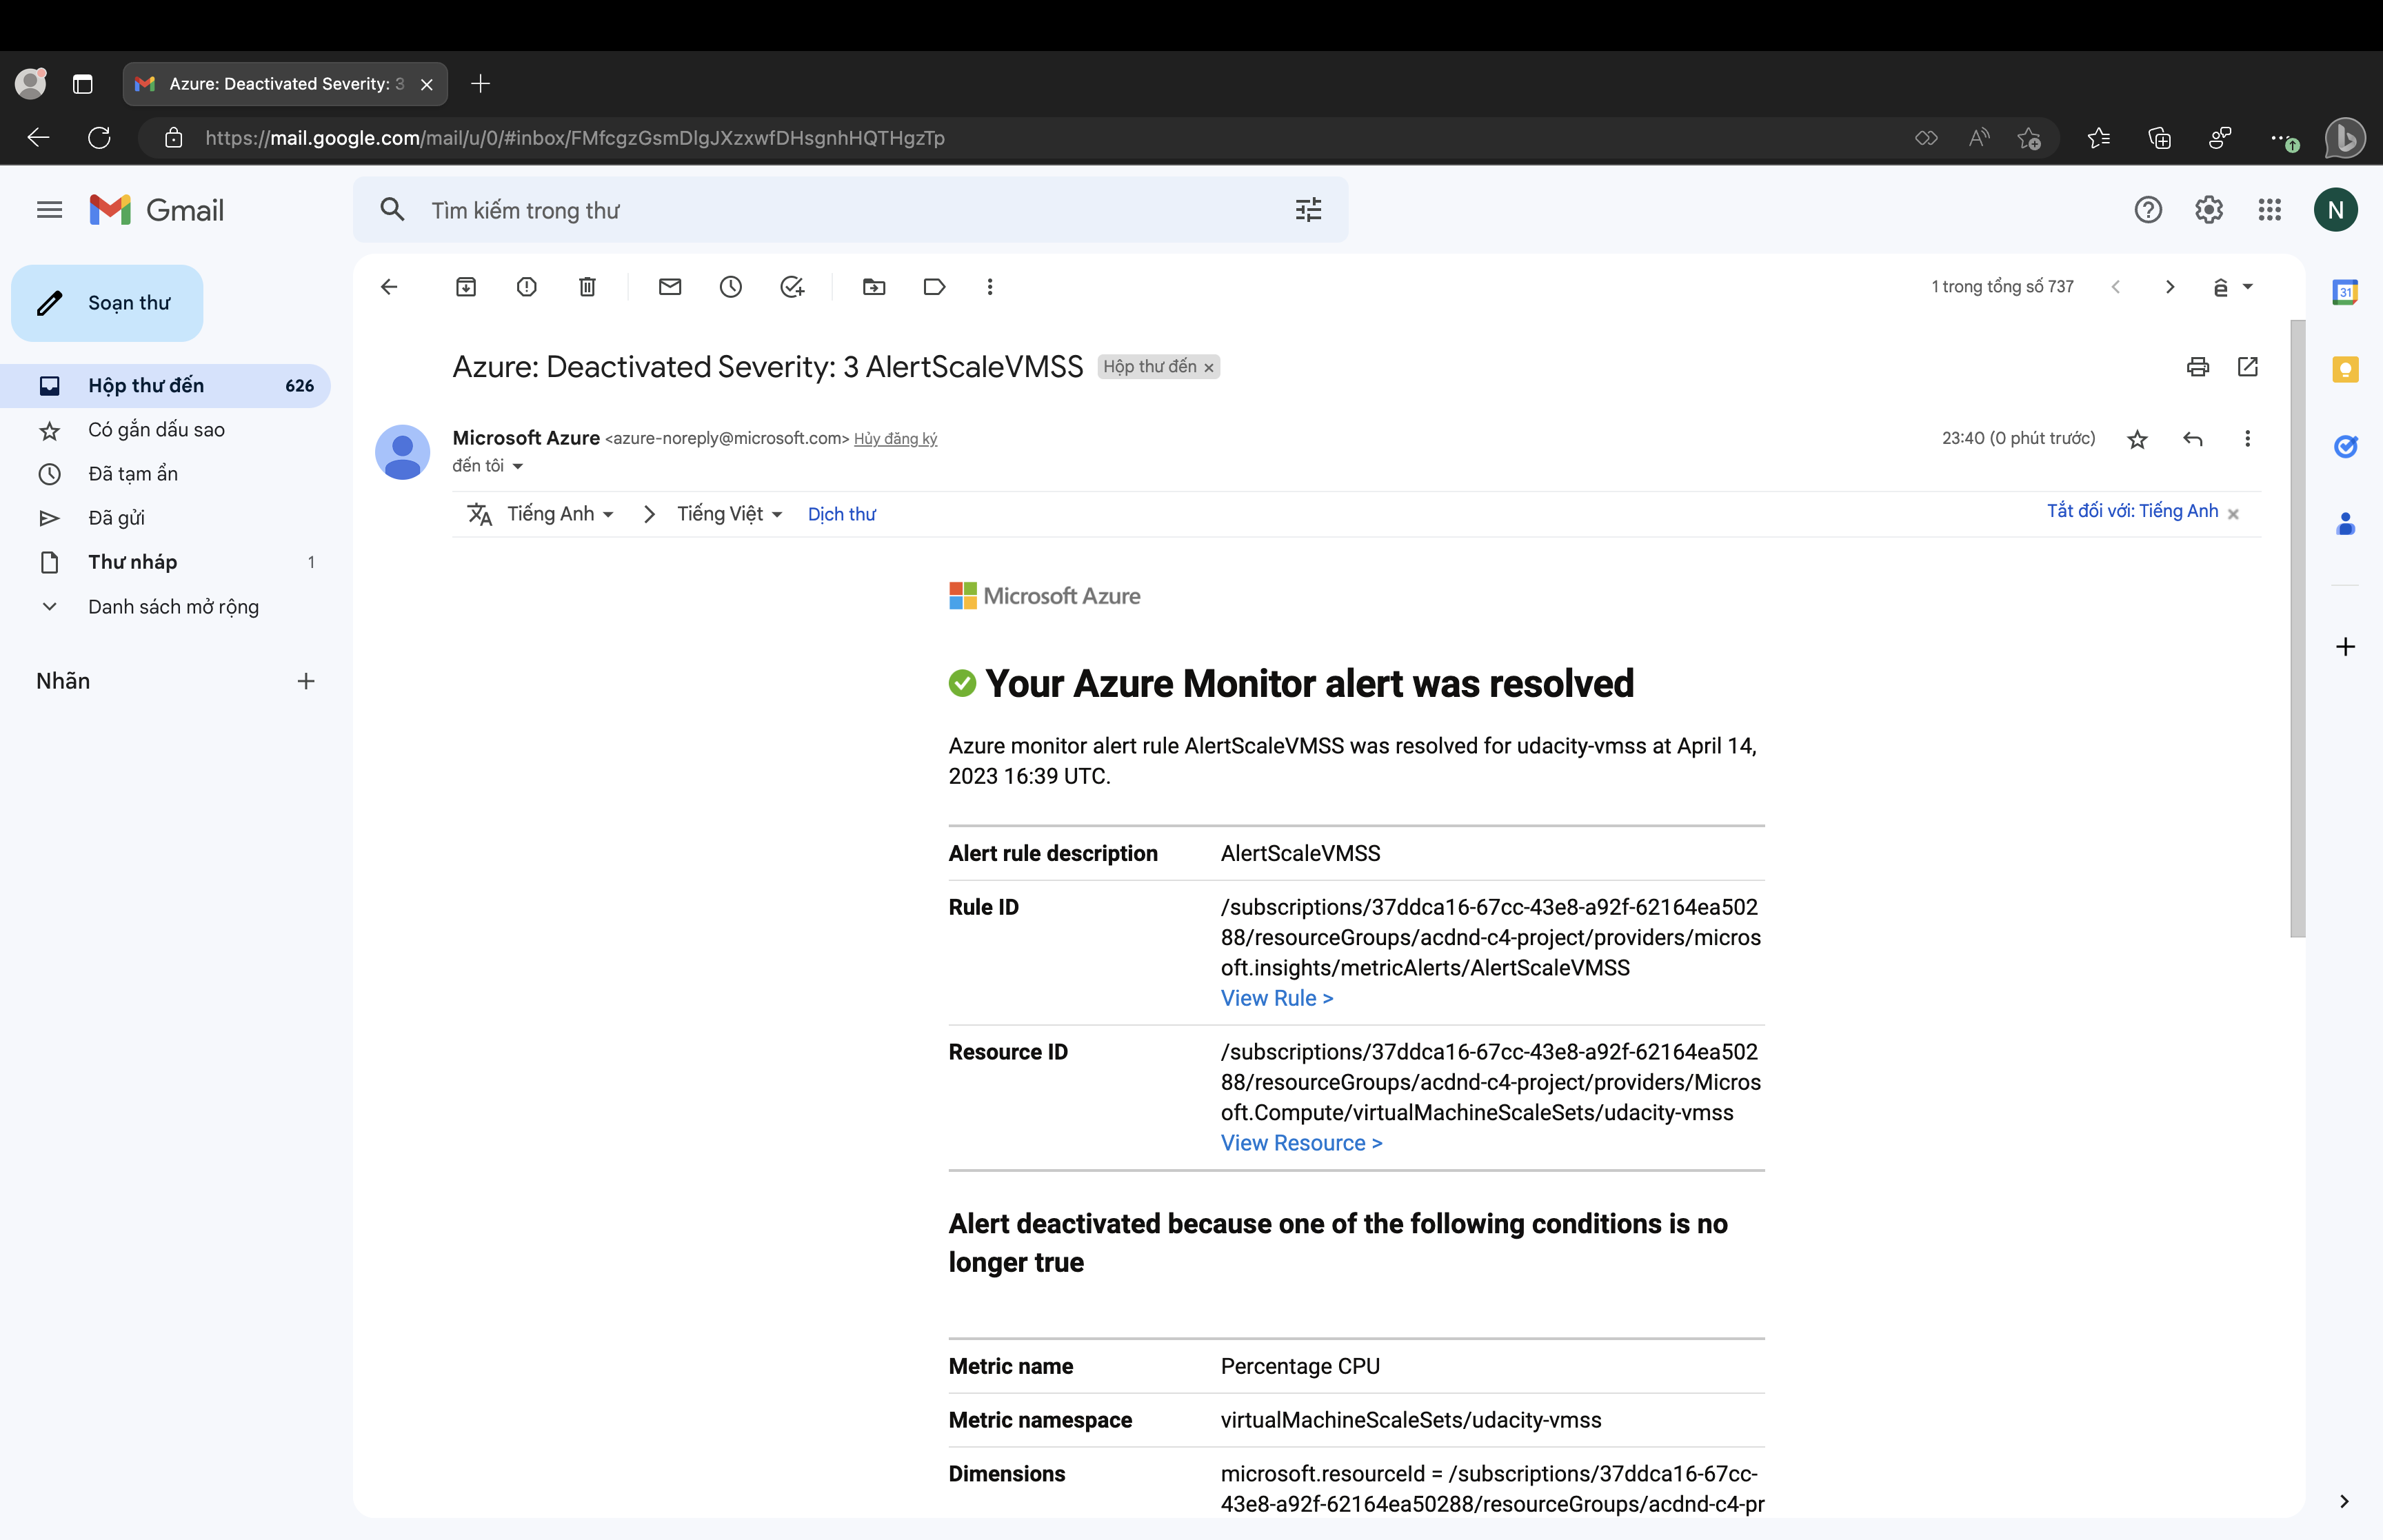 Azure: Deactivated Severity: 3
https://mail.google.com/mail/u/0/#inbox/FMfcgzGsmDlgJXzxwfDHsgnhHQTHgzTp
Gmail
Tìm kiếm trong thư
N
Soạn thư
1 trong tổng số 737
31
Azure: Deactivated Severity: 3 AlertScaleVMSS Hộp thư đến ×
Hộp thư đến 626
Có gắn dấu sao
Đã tạm ẩn
Đã gửi
Thư nháp 1
Danh sách mở rộng
Nhãn
Microsoft Azure <azure-noreply@microsoft.com> Hủy đăng ký
23:40 (0 phút trước)
đến tôi
Tiếng Anh > Tiếng Việt Dịch thư
Tắt đối với: Tiếng Anh ×
Microsoft Azure
Your Azure Monitor alert was resolved
Azure monitor alert rule AlertScaleVMSS was resolved for udacity-vmss at April 14,
2023 16:39 UTC.
Alert rule description AlertScaleVMSS
Rule ID /subscriptions/37ddca16-67cc-43e8-a92f-62164ea502
88/resourceGroups/acdnd-c4-project/providers/micros
oft.insights/metricAlerts/AlertScaleVMSS
View Rule >
Resource ID /subscriptions/37ddca16-67cc-43e8-a92f-62164ea502
88/resourceGroups/acdnd-c4-project/providers/Micros
oft.Compute/virtualMachineScaleSets/udacity-vmss
View Resource >
Alert deactivated because one of the following conditions is no
longer true
Metric name Percentage CPU
Metric namespace virtualMachineScaleSets/udacity-vmss
Dimensions microsoft.resourceId = /subscriptions/37ddca16-67cc-
43e8-a92f-62164ea50288/resourceGroups/acdnd-c4-pr